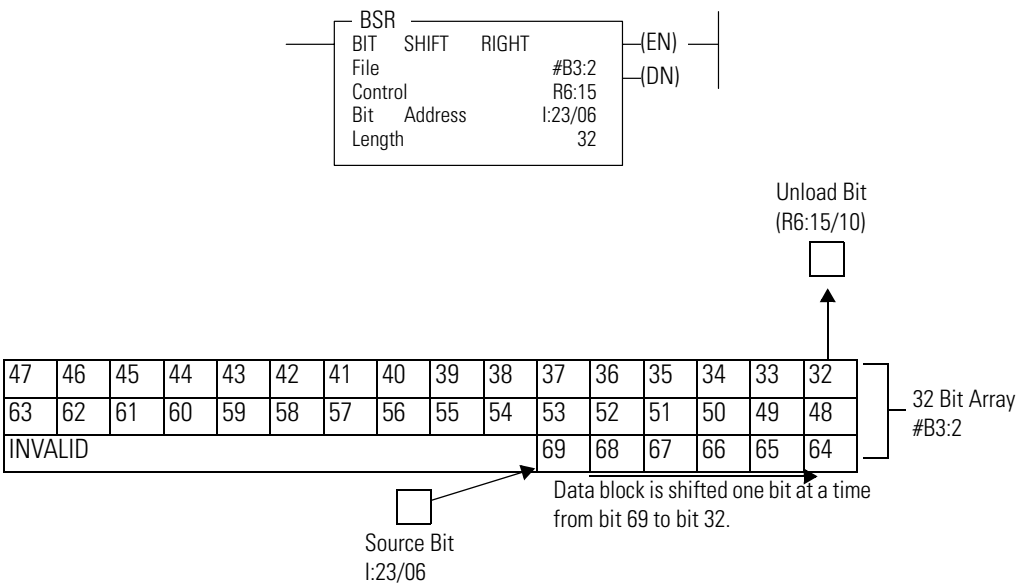 BSR
BIT SHIFT RIGHT
File #B3:2
Control R6:15
Bit Address I:23/06
Length 32
(EN)
(DN)
Unload Bit
(R6:15/10)
47 46 45 44 43 42 41 40 39 38 37 36 35 34 33 32
63 62 61 60 59 58 57 56 55 54 53 52 51 50 49 48
INVALID 69 68 67 66 65 64
32 Bit Array
#B3:2
Data block is shifted one bit at a time
from bit 69 to bit 32.
Source Bit
I:23/06